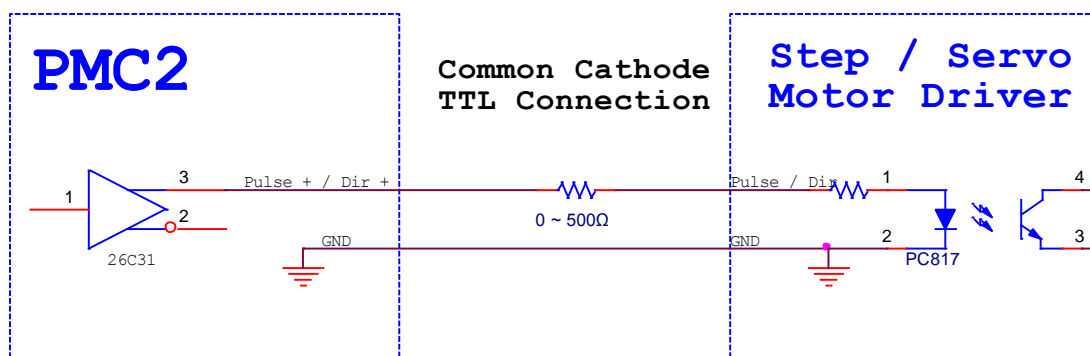 PMC2
Common Cathode
TTL Connection
Step / Servo
Motor Driver
1
3
2
26C31
Pulse + / Dir +
GND
0 ~ 500Ω
Pulse / Dir
GND
1
2
PC817
4
3